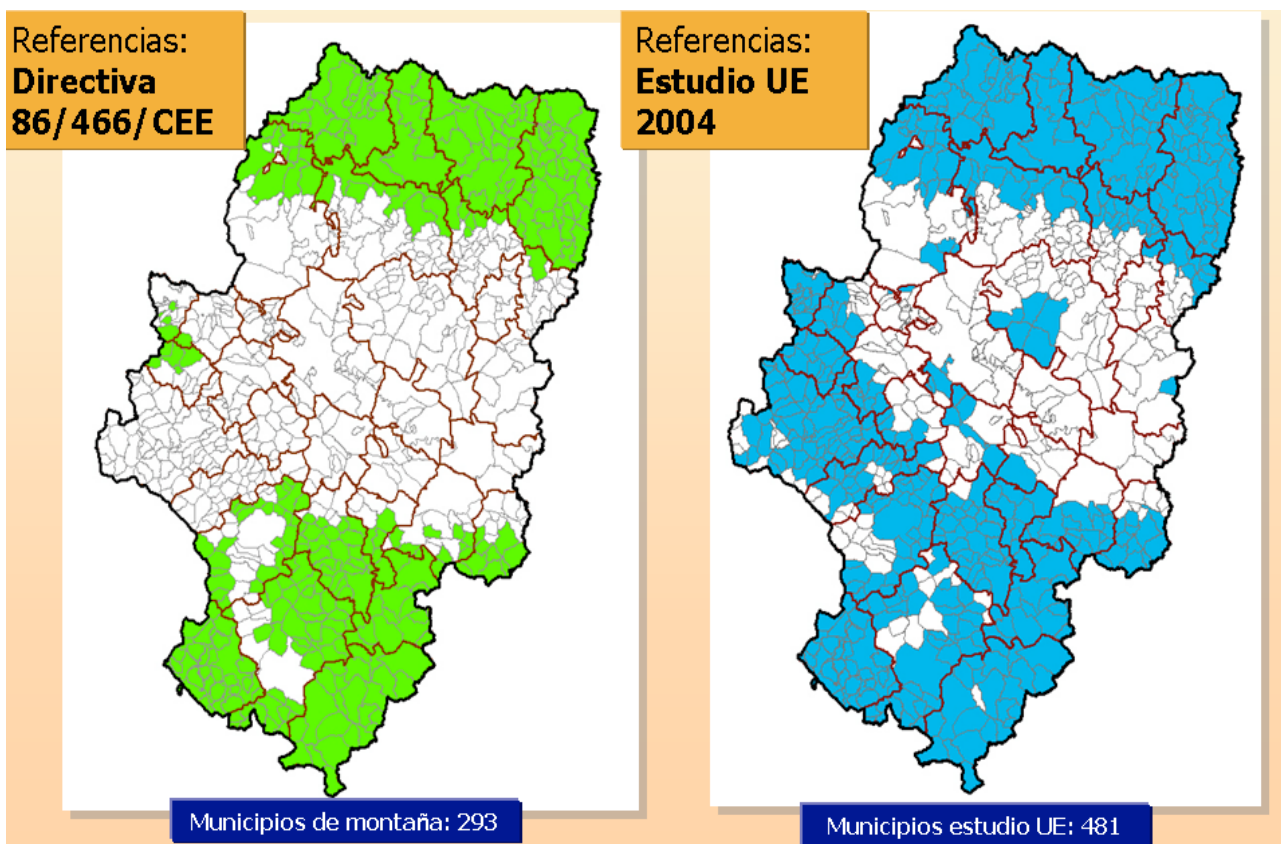 Referencias:
Directiva
86/466/CEE
Referencias:
Estudio UE
2004
Municipios de montaña: 293
Municipios estudio UE: 481